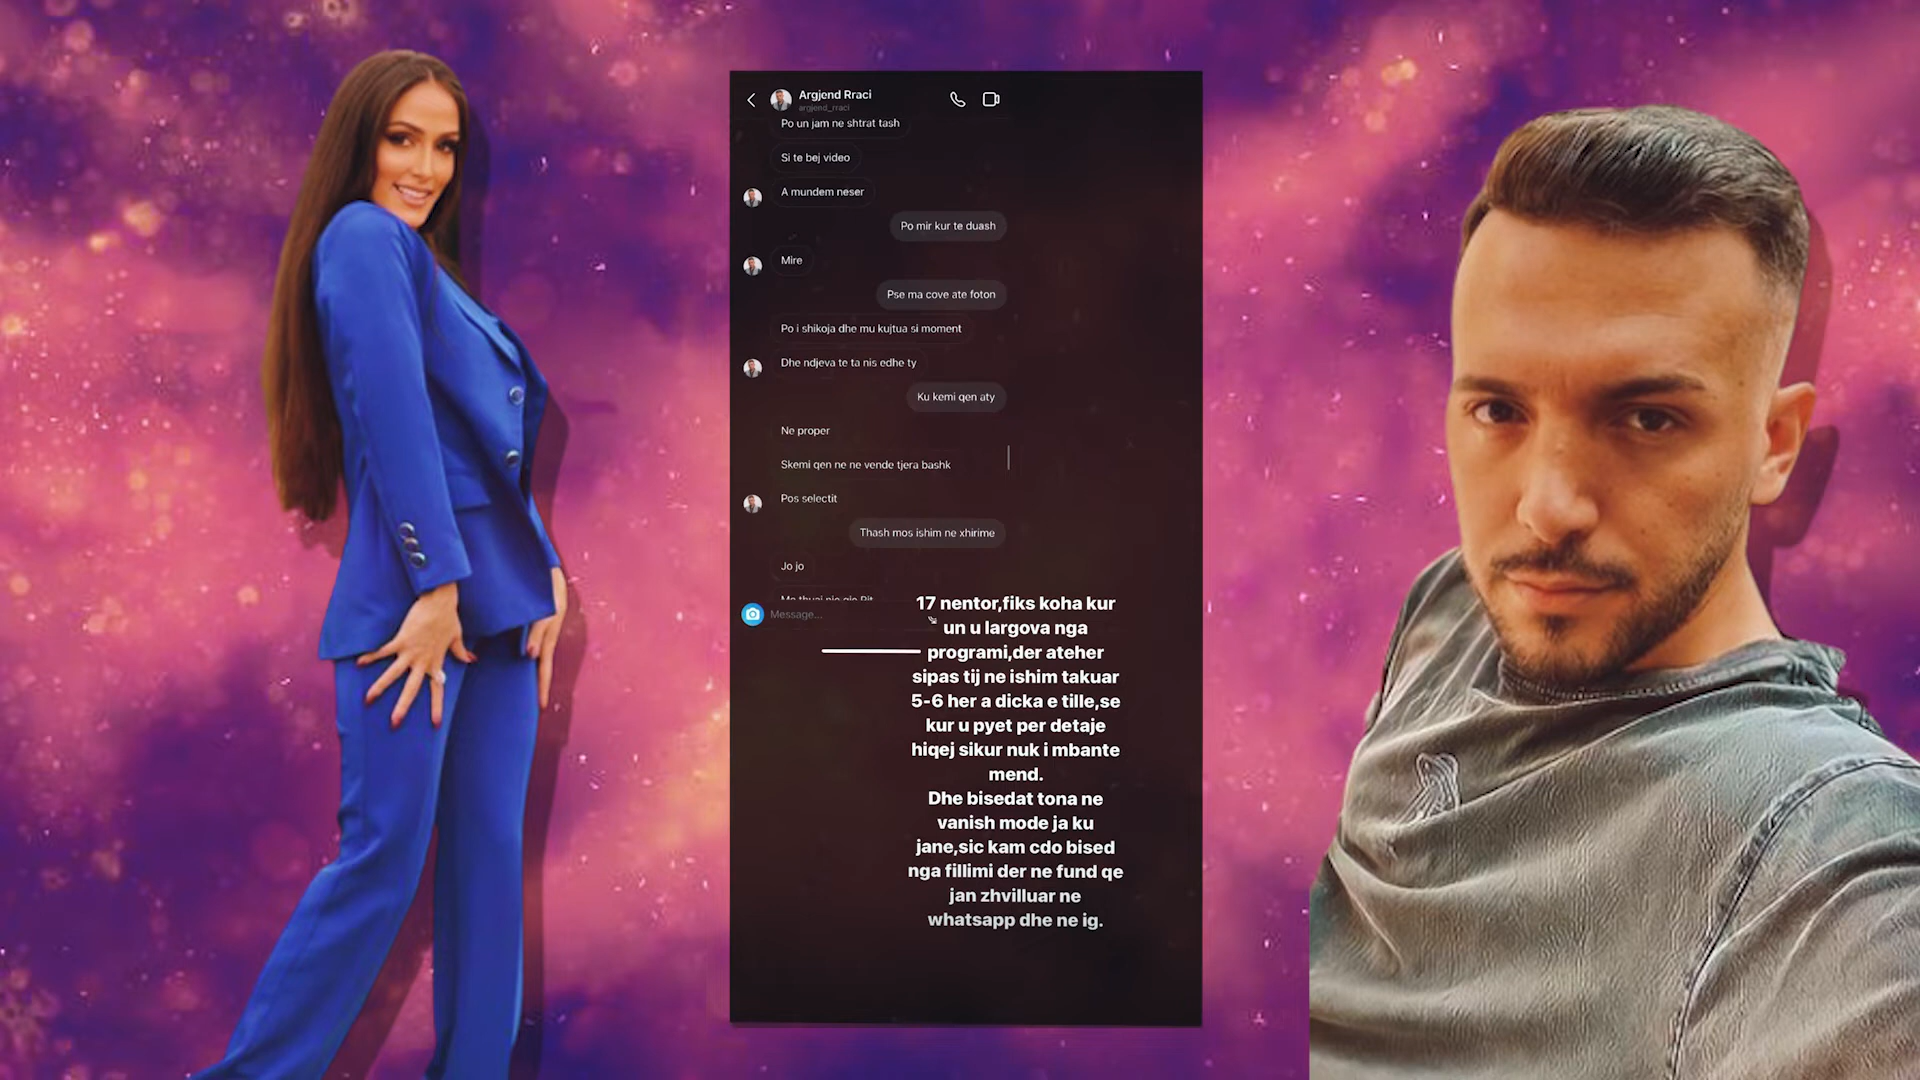 Argjend Rraci
argjend_rraci
Po un jam ne shtrat tash
Si te bej video
A mundem neser
Po mir kur te duash
Mire
Pse ma cove ate foton
Po i shikoja dhe mu kujtua si moment
Dhe ndjeva te ta nis edhe ty
Ku kemi qen aty
Ne proper
Skemi qen ne ne vende tjera bashk
Pos selectit
Thash mos ishim ne xhirime
Jo jo
Message...
17 nentor,fiks koha kur
un u largova nga
programi,der ateher
sipas tij ne ishim takuar
5-6 her a dicka e tille,se
kur u pyet per detaje
hiqej sikur nuk i mbante
mend.
Dhe bisedat tona ne
vanish mode ja ku
jane,sic kam cdo bised
nga fillimi der ne fund qe
jan zhvilluar ne
whatsapp dhe ne ig.